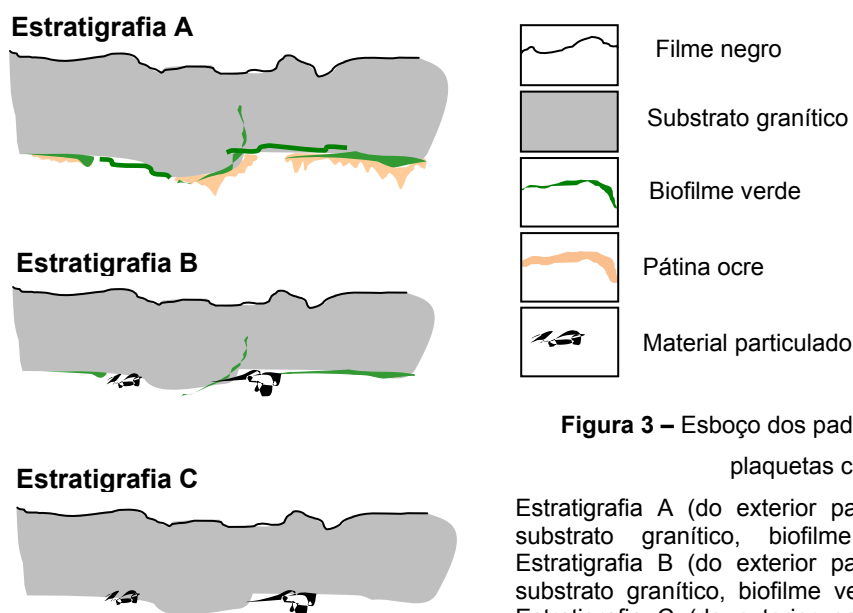 Estratigrafia A
Estratigrafia B
Estratigrafia C
Filme negro
Substrato granítico
Biofilme verde
Pátina ocre
Material particulado
Figura 3 – Esboço dos pad
plaquetas c
Estratigrafia A (do exterior pa
substrato granítico, biofilme
Estratigrafia B (do exterior pa
substrato granítico, biofilme ve